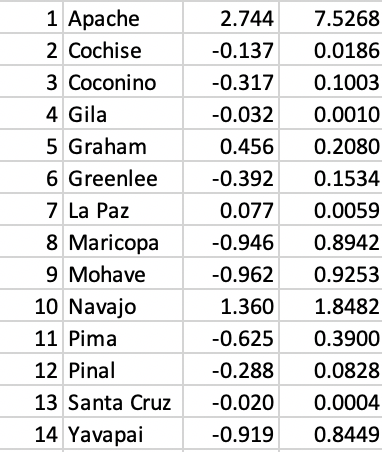 1 Apache 2.744 7.5268
2 Cochise -0.137 0.0186
3 Coconino -0.317 0.1003
4 Gila -0.032 0.0010
5 Graham 0.456 0.2080
6 Greenlee -0.392 0.1534
7 La Paz 0.077 0.0059
8 Maricopa -0.946 0.8942
9 Mohave -0.962 0.9253
10 Navajo 1.360 1.8482
11 Pima -0.625 0.3900
12 Pinal -0.288 0.0828
13 Santa Cruz -0.020 0.0004
14 Yavapai -0.919 0.8449